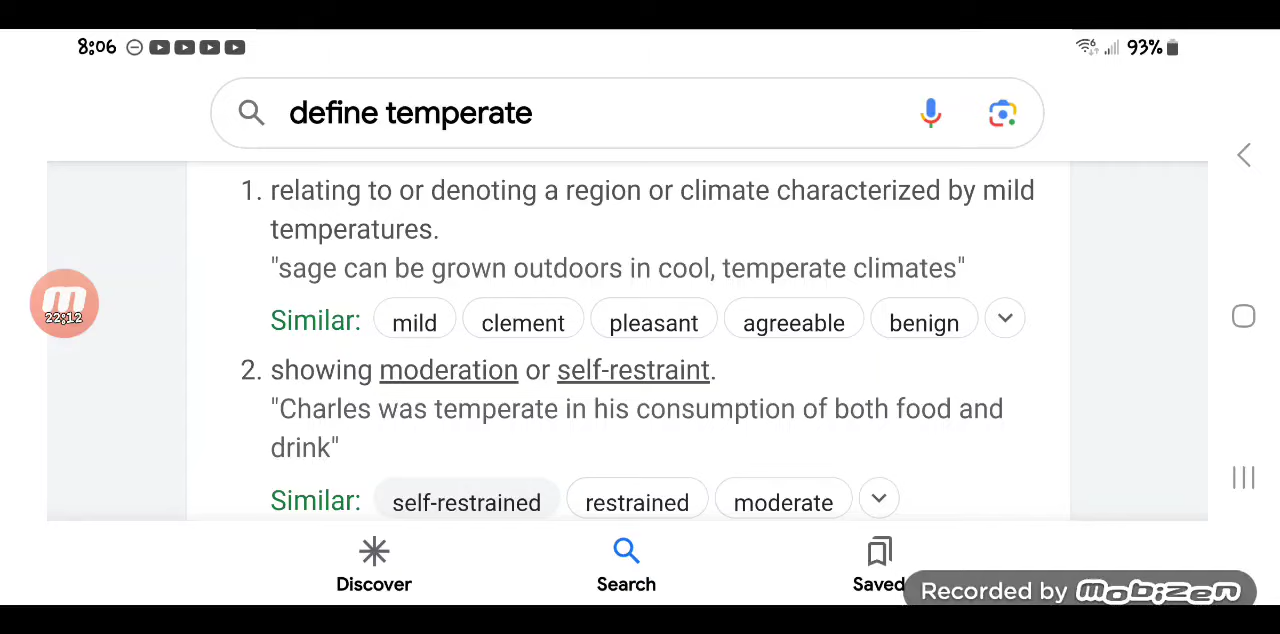 8:06 93%
define temperate
1. relating to or denoting a region or climate characterized by mild
temperatures.
"sage can be grown outdoors in cool, temperate climates"
Similar: mild clement pleasant agreeable benign
22:12
2. showing moderation or self-restraint.
"Charles was temperate in his consumption of both food and
drink"
Similar: self-restrained restrained moderate
Discover Search Saved
Recorded by mobizen